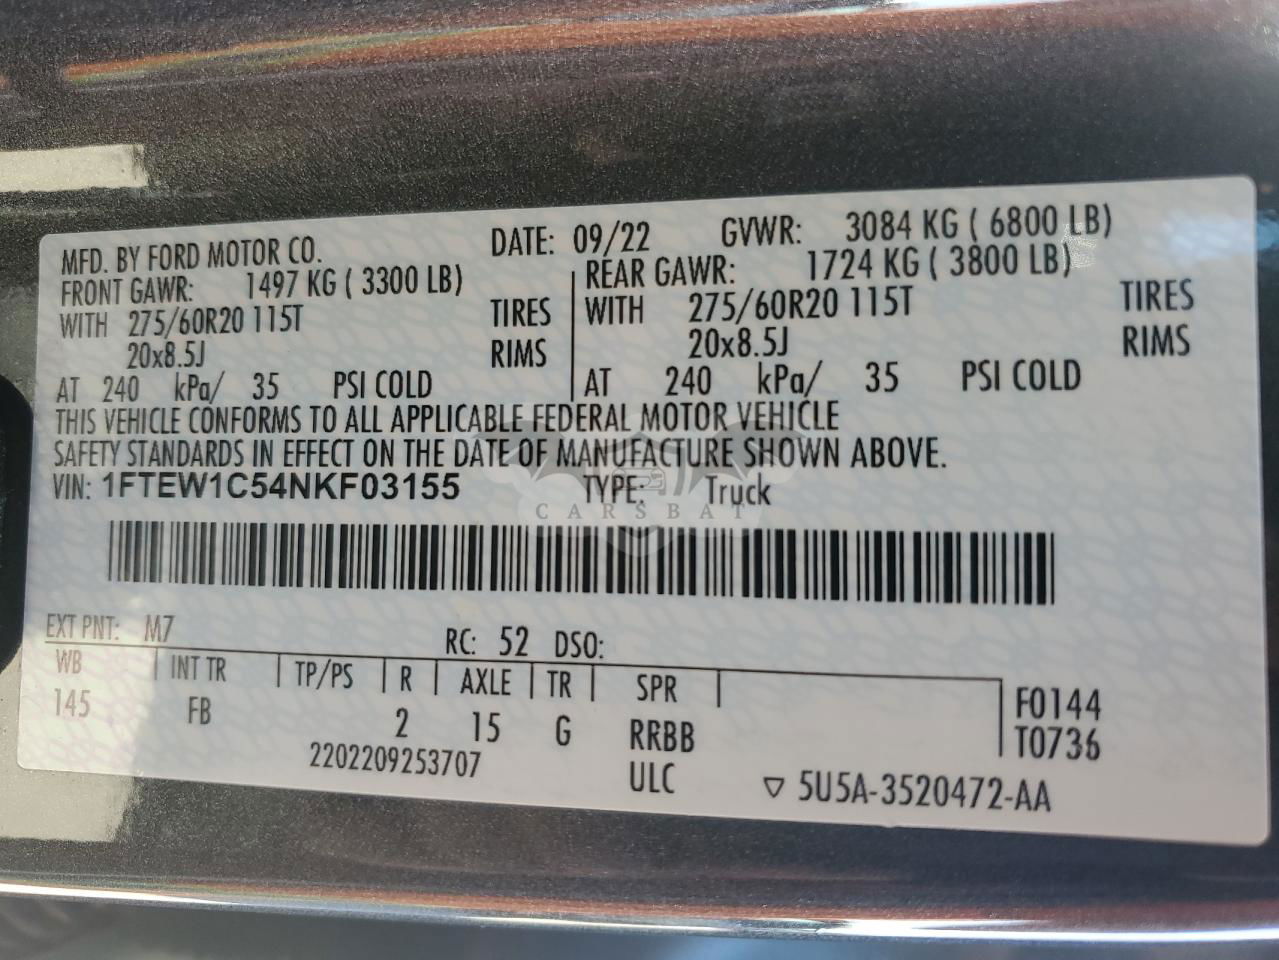 MFD. BY FORD MOTOR CO. DATE: 09/22 GVWR: 3084 KG ( 6800 LB)
FRONT GAWR: 1497 KG ( 3300 LB) REAR GAWR: 1724 KG ( 3800 LB)
WITH 275/60R20 115T TIRES WITH 275/60R20 115T TIRES
20x8.5J RIMS 20x8.5J RIMS
AT 240 kPa/ 35 PSI COLD AT 240 kPa/ 35 PSI COLD
THIS VEHICLE CONFORMS TO ALL APPLICABLE FEDERAL MOTOR VEHICLE
SAFETY STANDARDS IN EFFECT ON THE DATE OF MANUFACTURE SHOWN ABOVE.
VIN: 1FTEW1C54NKF03155 TYPE: Truck
CARSBAT
EXT PNT: M7 RC: 52 DSO:
WB INT TR TP/PS R AXLE TR SPR
145 FB 2 15 G RRBB
F0144
T0736
2202209253707 ULC ▽ 5U5A-3520472-AA